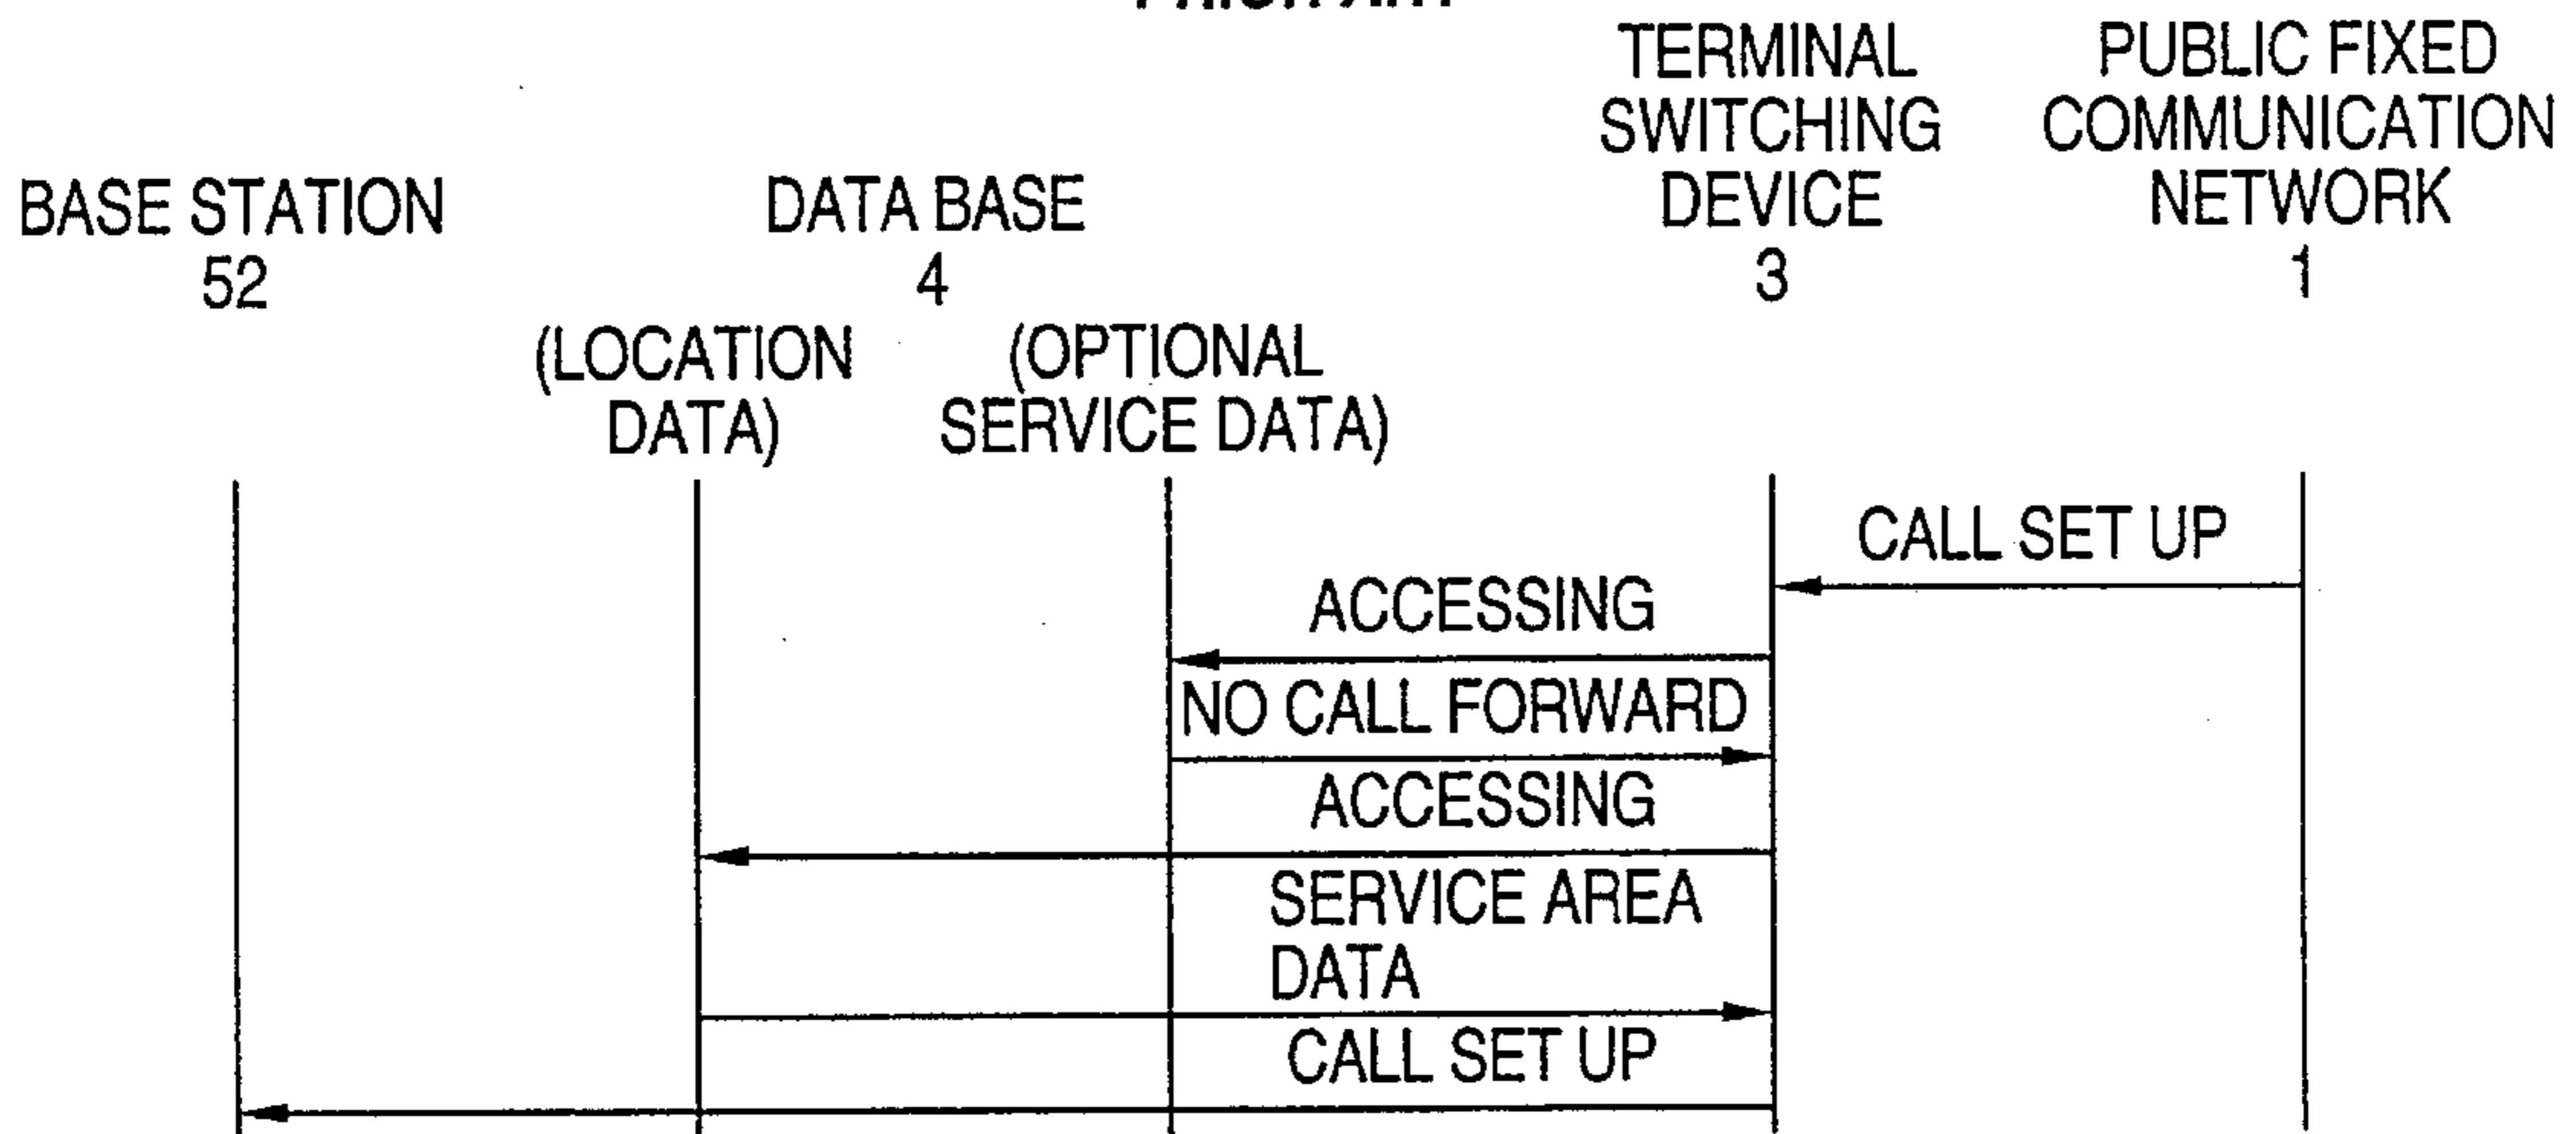 TERMINAL
SWITCHING
DEVICE
3
PUBLIC FIXED
COMMUNICATION
NETWORK
1
BASE STATION
52
DATA BASE
4
(LOCATION
DATA)
(OPTIONAL
SERVICE DATA)
CALL SET UP
ACCESSING
NO CALL FORWARD
ACCESSING
SERVICE AREA
DATA
CALL SET UP